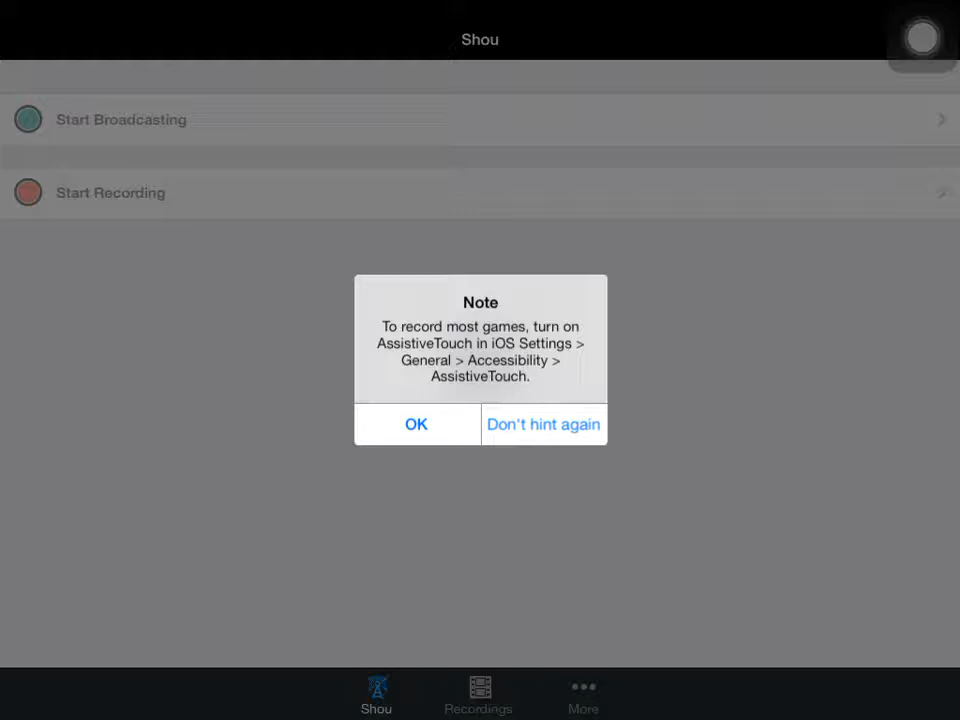 Shou
Start Broadcasting
Start Recording
Note
To record most games, turn on
AssistiveTouch in iOS Settings >
General > Accessibility >
AssistiveTouch.
OK
Don't hint again
Shou
Recordings
More